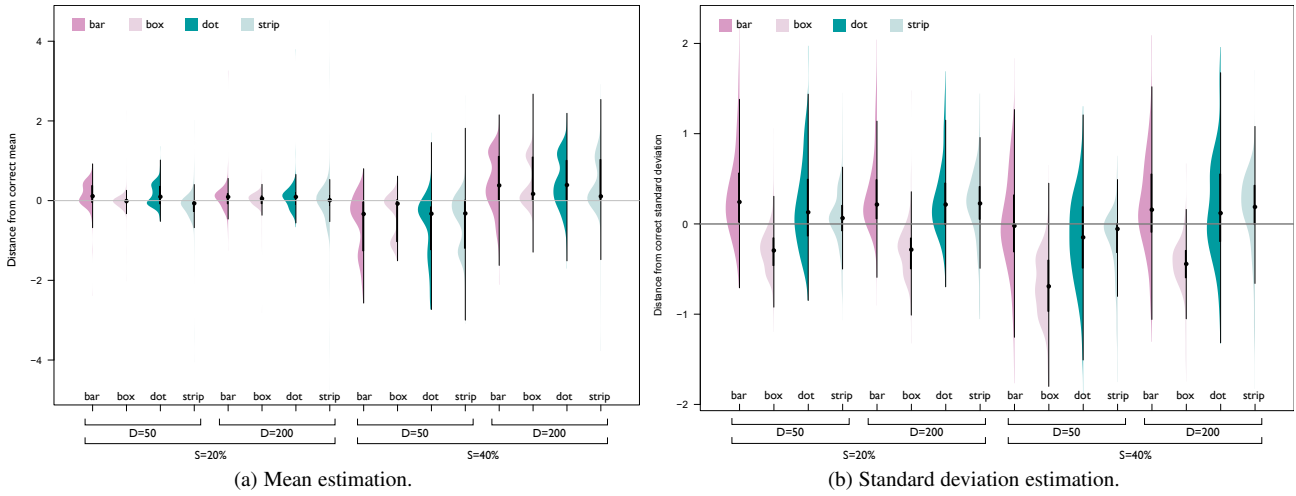 bar box dot strip
Distance from correct mean
4
2
0
−2
−4
bar box dot strip bar box dot strip bar box dot strip bar box dot strip
D=50 D=200 D=50 D=200
S=20% S=40%
(a) Mean estimation.
bar box dot strip
Distance from correct standard deviation
2
1
0
−1
−2
bar box dot strip bar box dot strip bar box dot strip bar box dot strip
D=50 D=200 D=50 D=200
S=20% S=40%
(b) Standard deviation estimation.